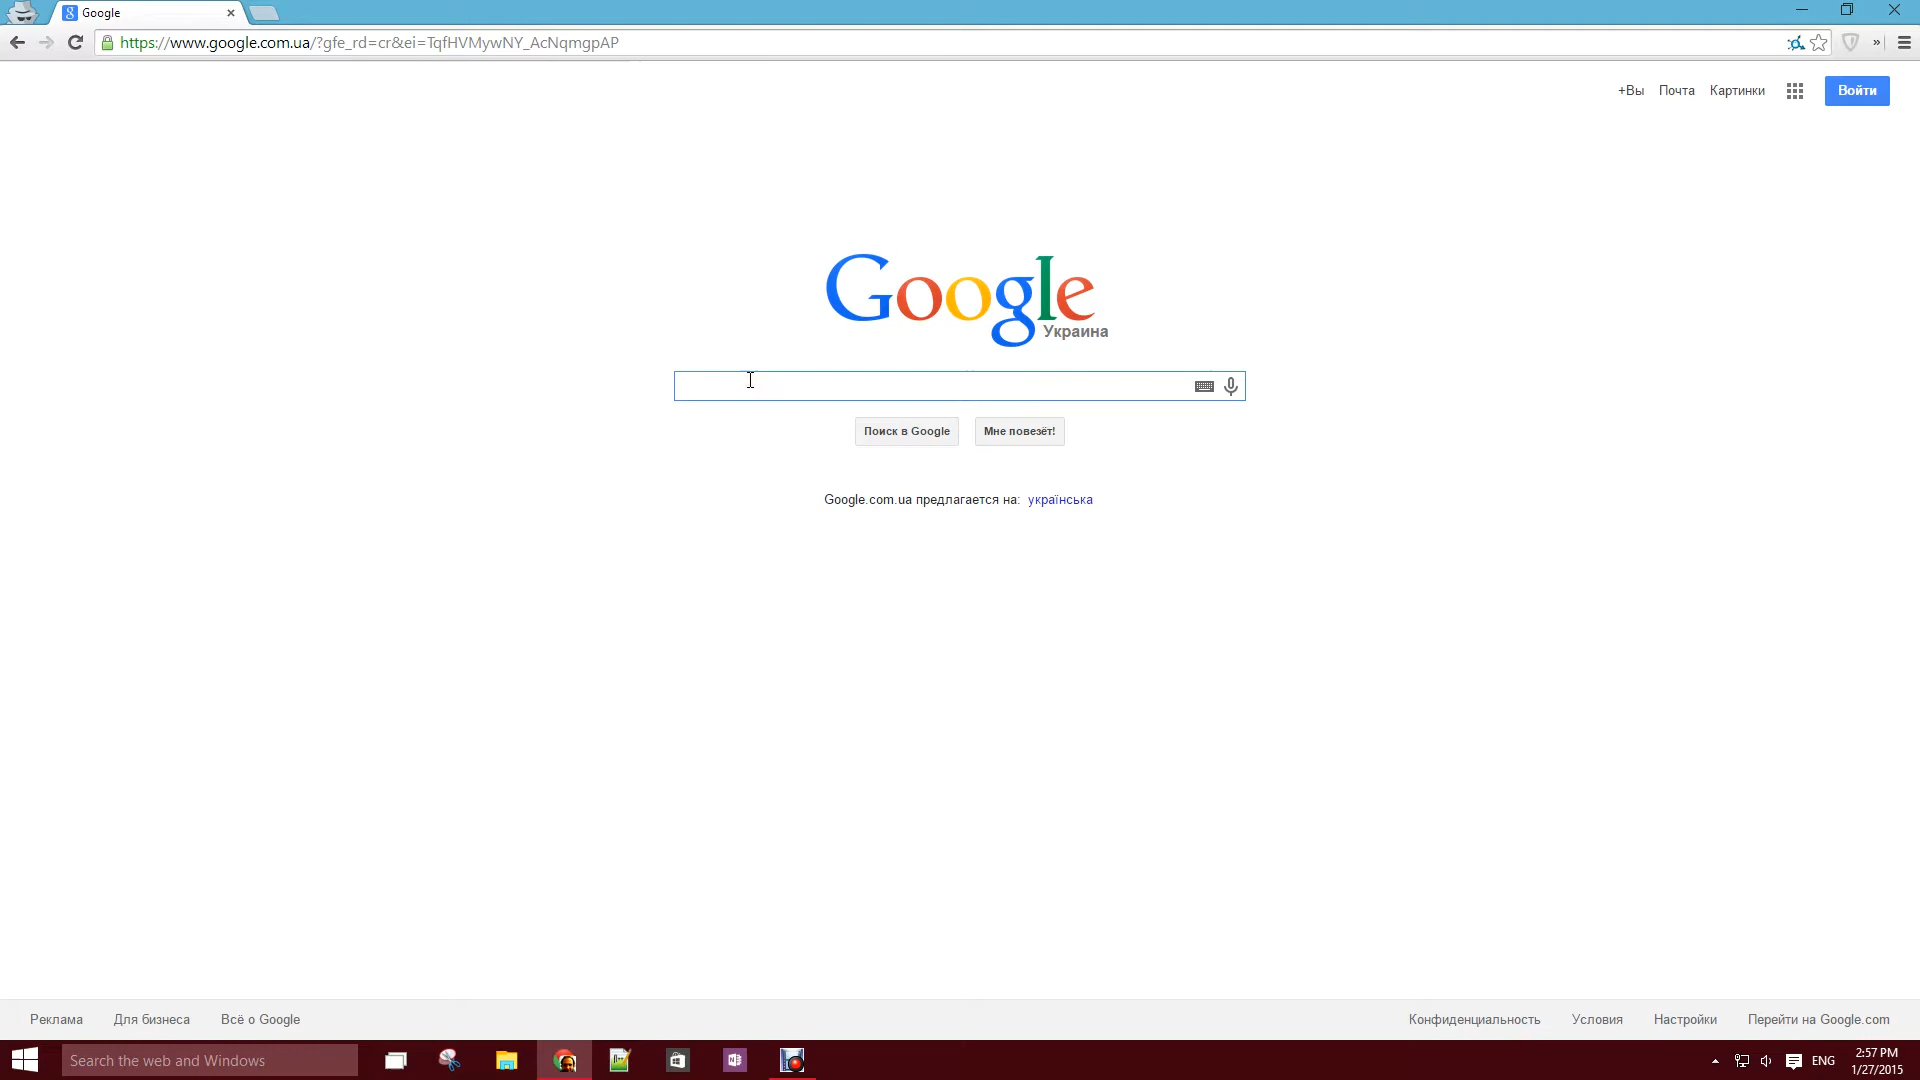 Google
https://www.google.com.ua/?gfe_rd=cr&ei=TqfHVMywNY_AcNqmgpAP
+Вы Почта Картинки Войти
Google
Украина
Поиск в Google Мне повезёт!
Google.com.ua предлагается на: українська
Реклама Для бизнеса Всё о Google Конфиденциальность Условия Настройки Перейти на Google.com
Search the web and Windows ENG 2:57 PM
1/27/2015